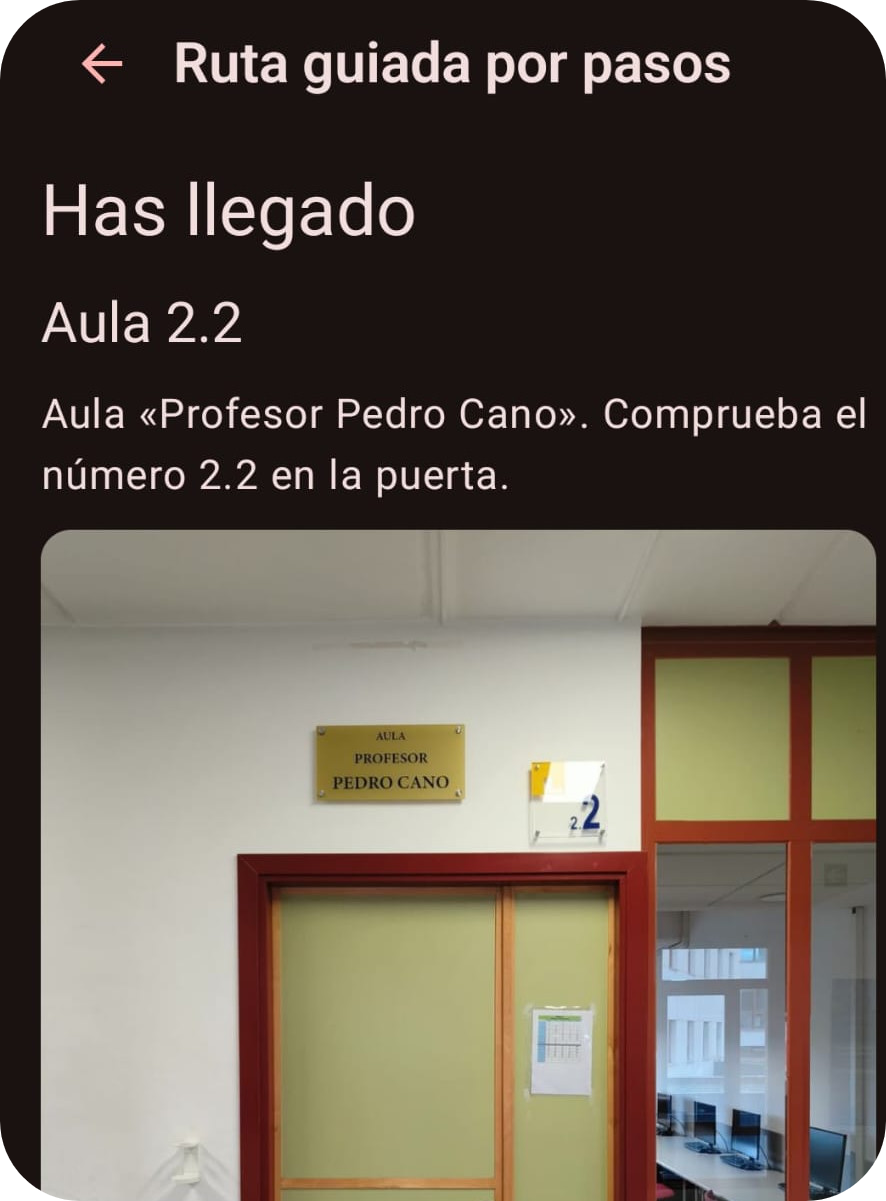 Ruta guiada por pasos
Has llegado
Aula 2.2
Aula «Profesor Pedro Cano». Comprueba el
número 2.2 en la puerta.
AULA
PROFESOR
PEDRO CANO
2.2